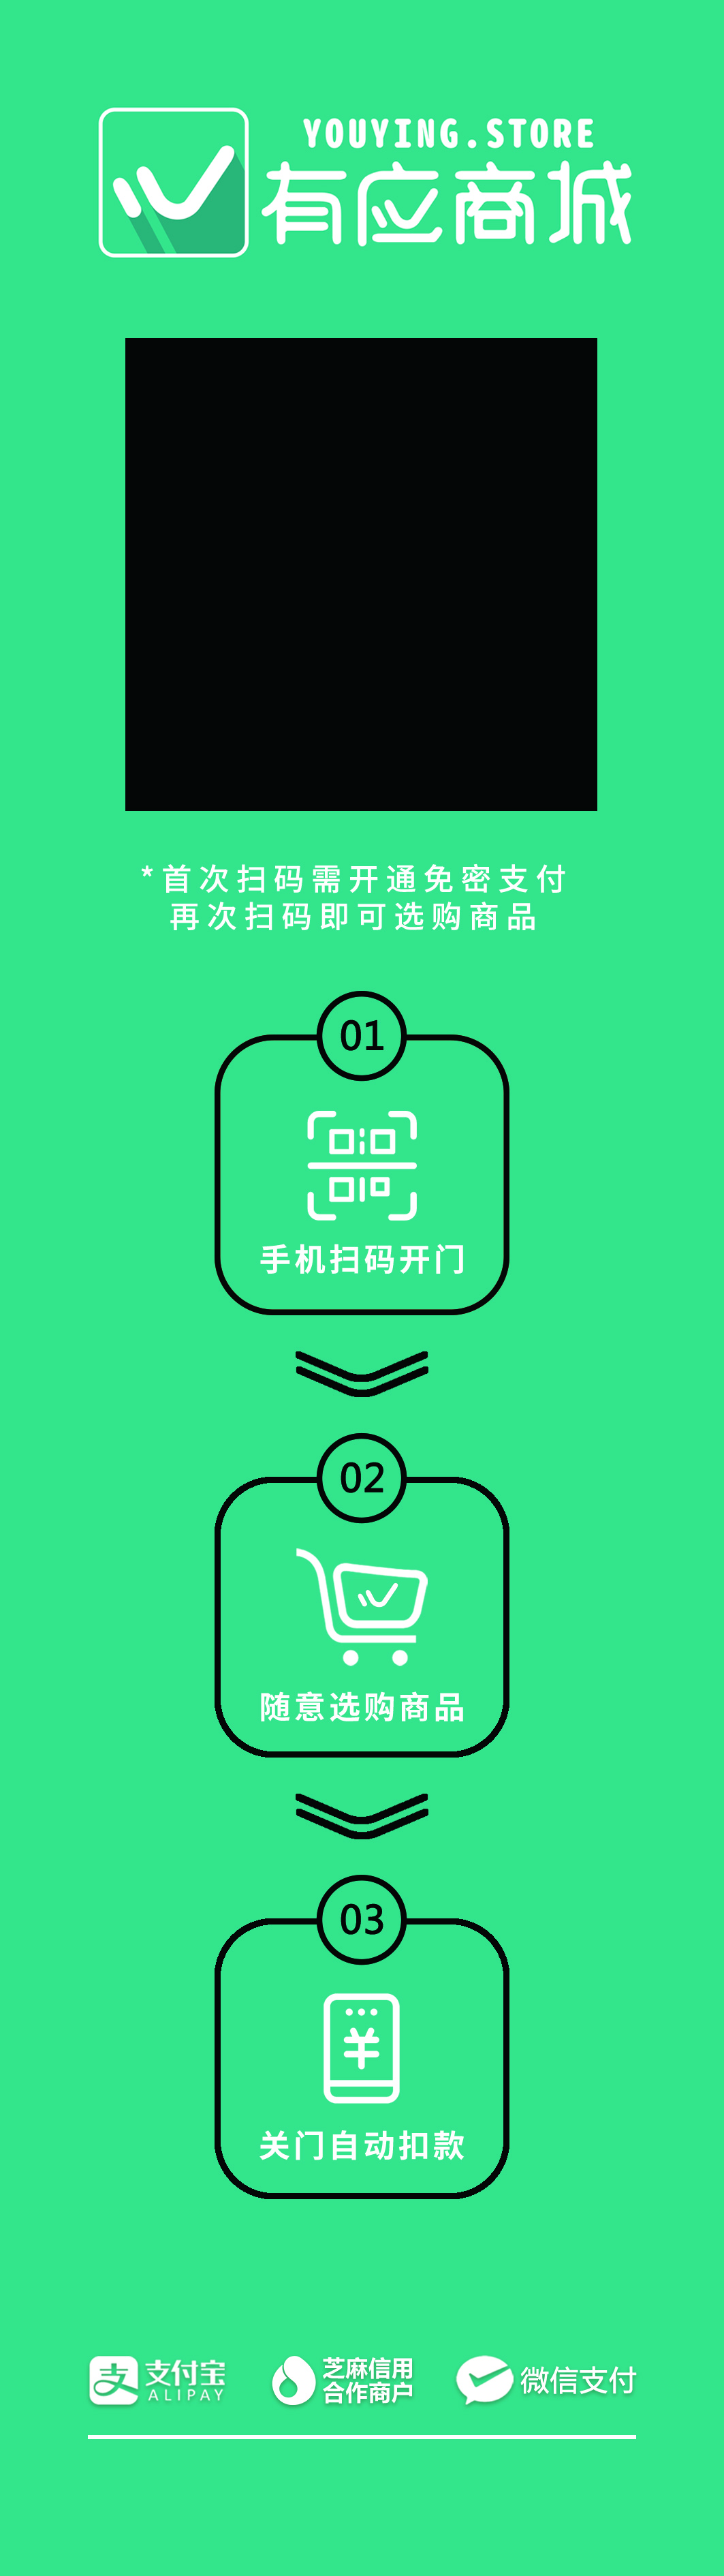 YOUYING.STORE
有应商城
*首次扫码需开通免密支付
再次扫码即可选购商品
01
手机扫码开门
02
随意选购商品
03
¥
关门自动扣款
支 支付宝
ALIPAY
芝麻信用
合作商户
微信支付